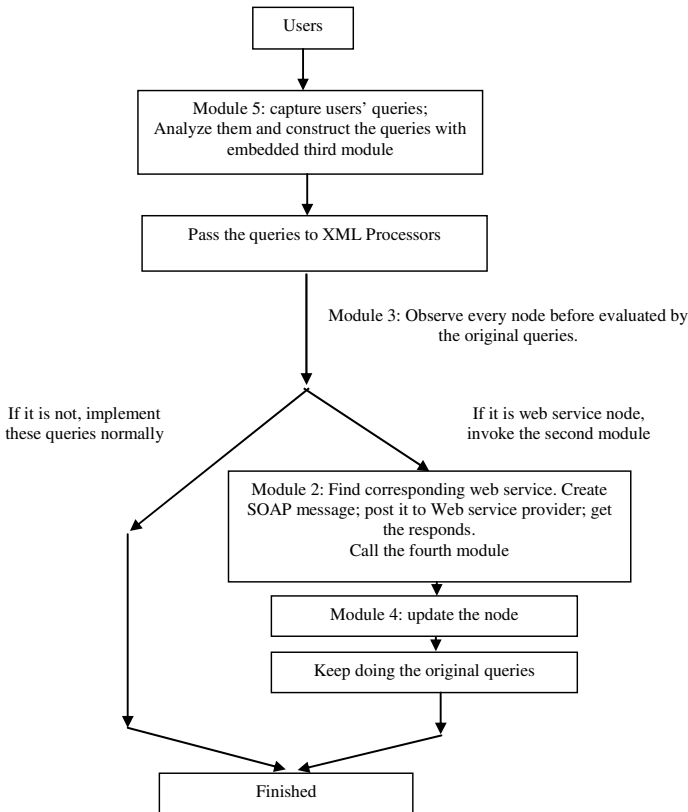 Users
Module 5: capture users’ queries;
Analyze them and construct the queries with
embedded third module
Pass the queries to XML Processors
Module 3: Observe every node before evaluated by
the original queries.
If it is not, implement
these queries normally
If it is web service node,
invoke the second module
Module 2: Find corresponding web service. Create
SOAP message; post it to Web service provider; get
the responds.
Call the fourth module
Module 4: update the node
Keep doing the original queries
Finished